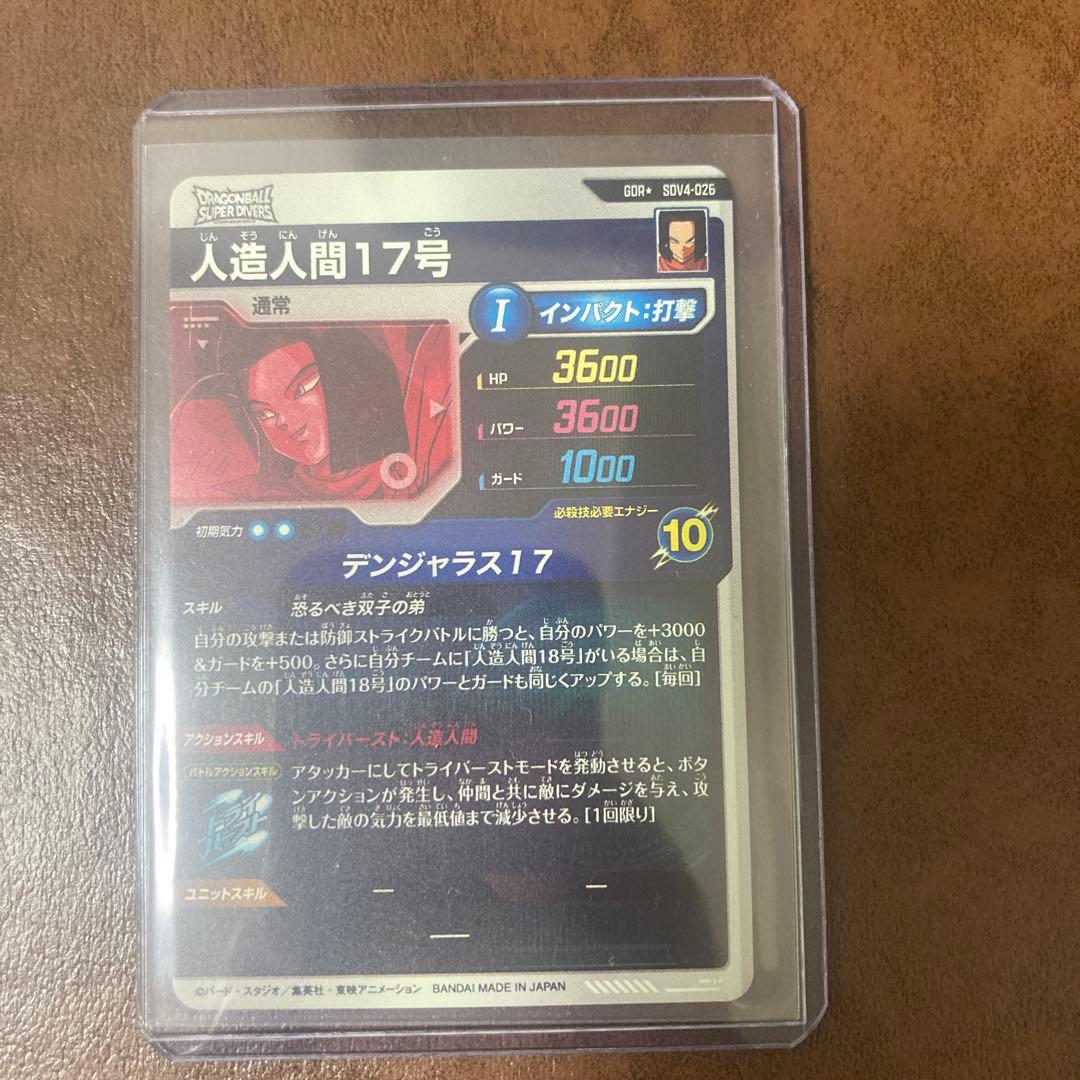 DRAGONBALL
SUPER DIVERS
GDR★ SDV4-026
じん ぞう にん げん ごう
人造人間17号
通常
I インパクト:打撃
HP 3600
パワー 3600
ガード 1000
初期気力
必殺技必要エナジー
10
デンジャラス17
おそ ふた ご おとうと
スキル 恐るべき双子の弟
自分の攻撃または防御ストライクバトルに勝つと、自分のパワーを+3000
&ガードを+500。さらに自分チームに「人造人間18号」がいる場合は、自
分チームの「人造人間18号」のパワーとガードも同じくアップする。[毎回]
アクションスキル トライバースト:人造人間
バトルアクションスキル
アタッカーにしてトライバーストモードを発動させると、ボタ
ンアクションが発生し、仲間と共に敵にダメージを与え、攻
撃した敵の気力を最低値まで減少させる。[1回限り]
トライ
バースト
ユニットスキル — —
—
©バード・スタジオ/集英社・東映アニメーション BANDAI MADE IN JAPAN